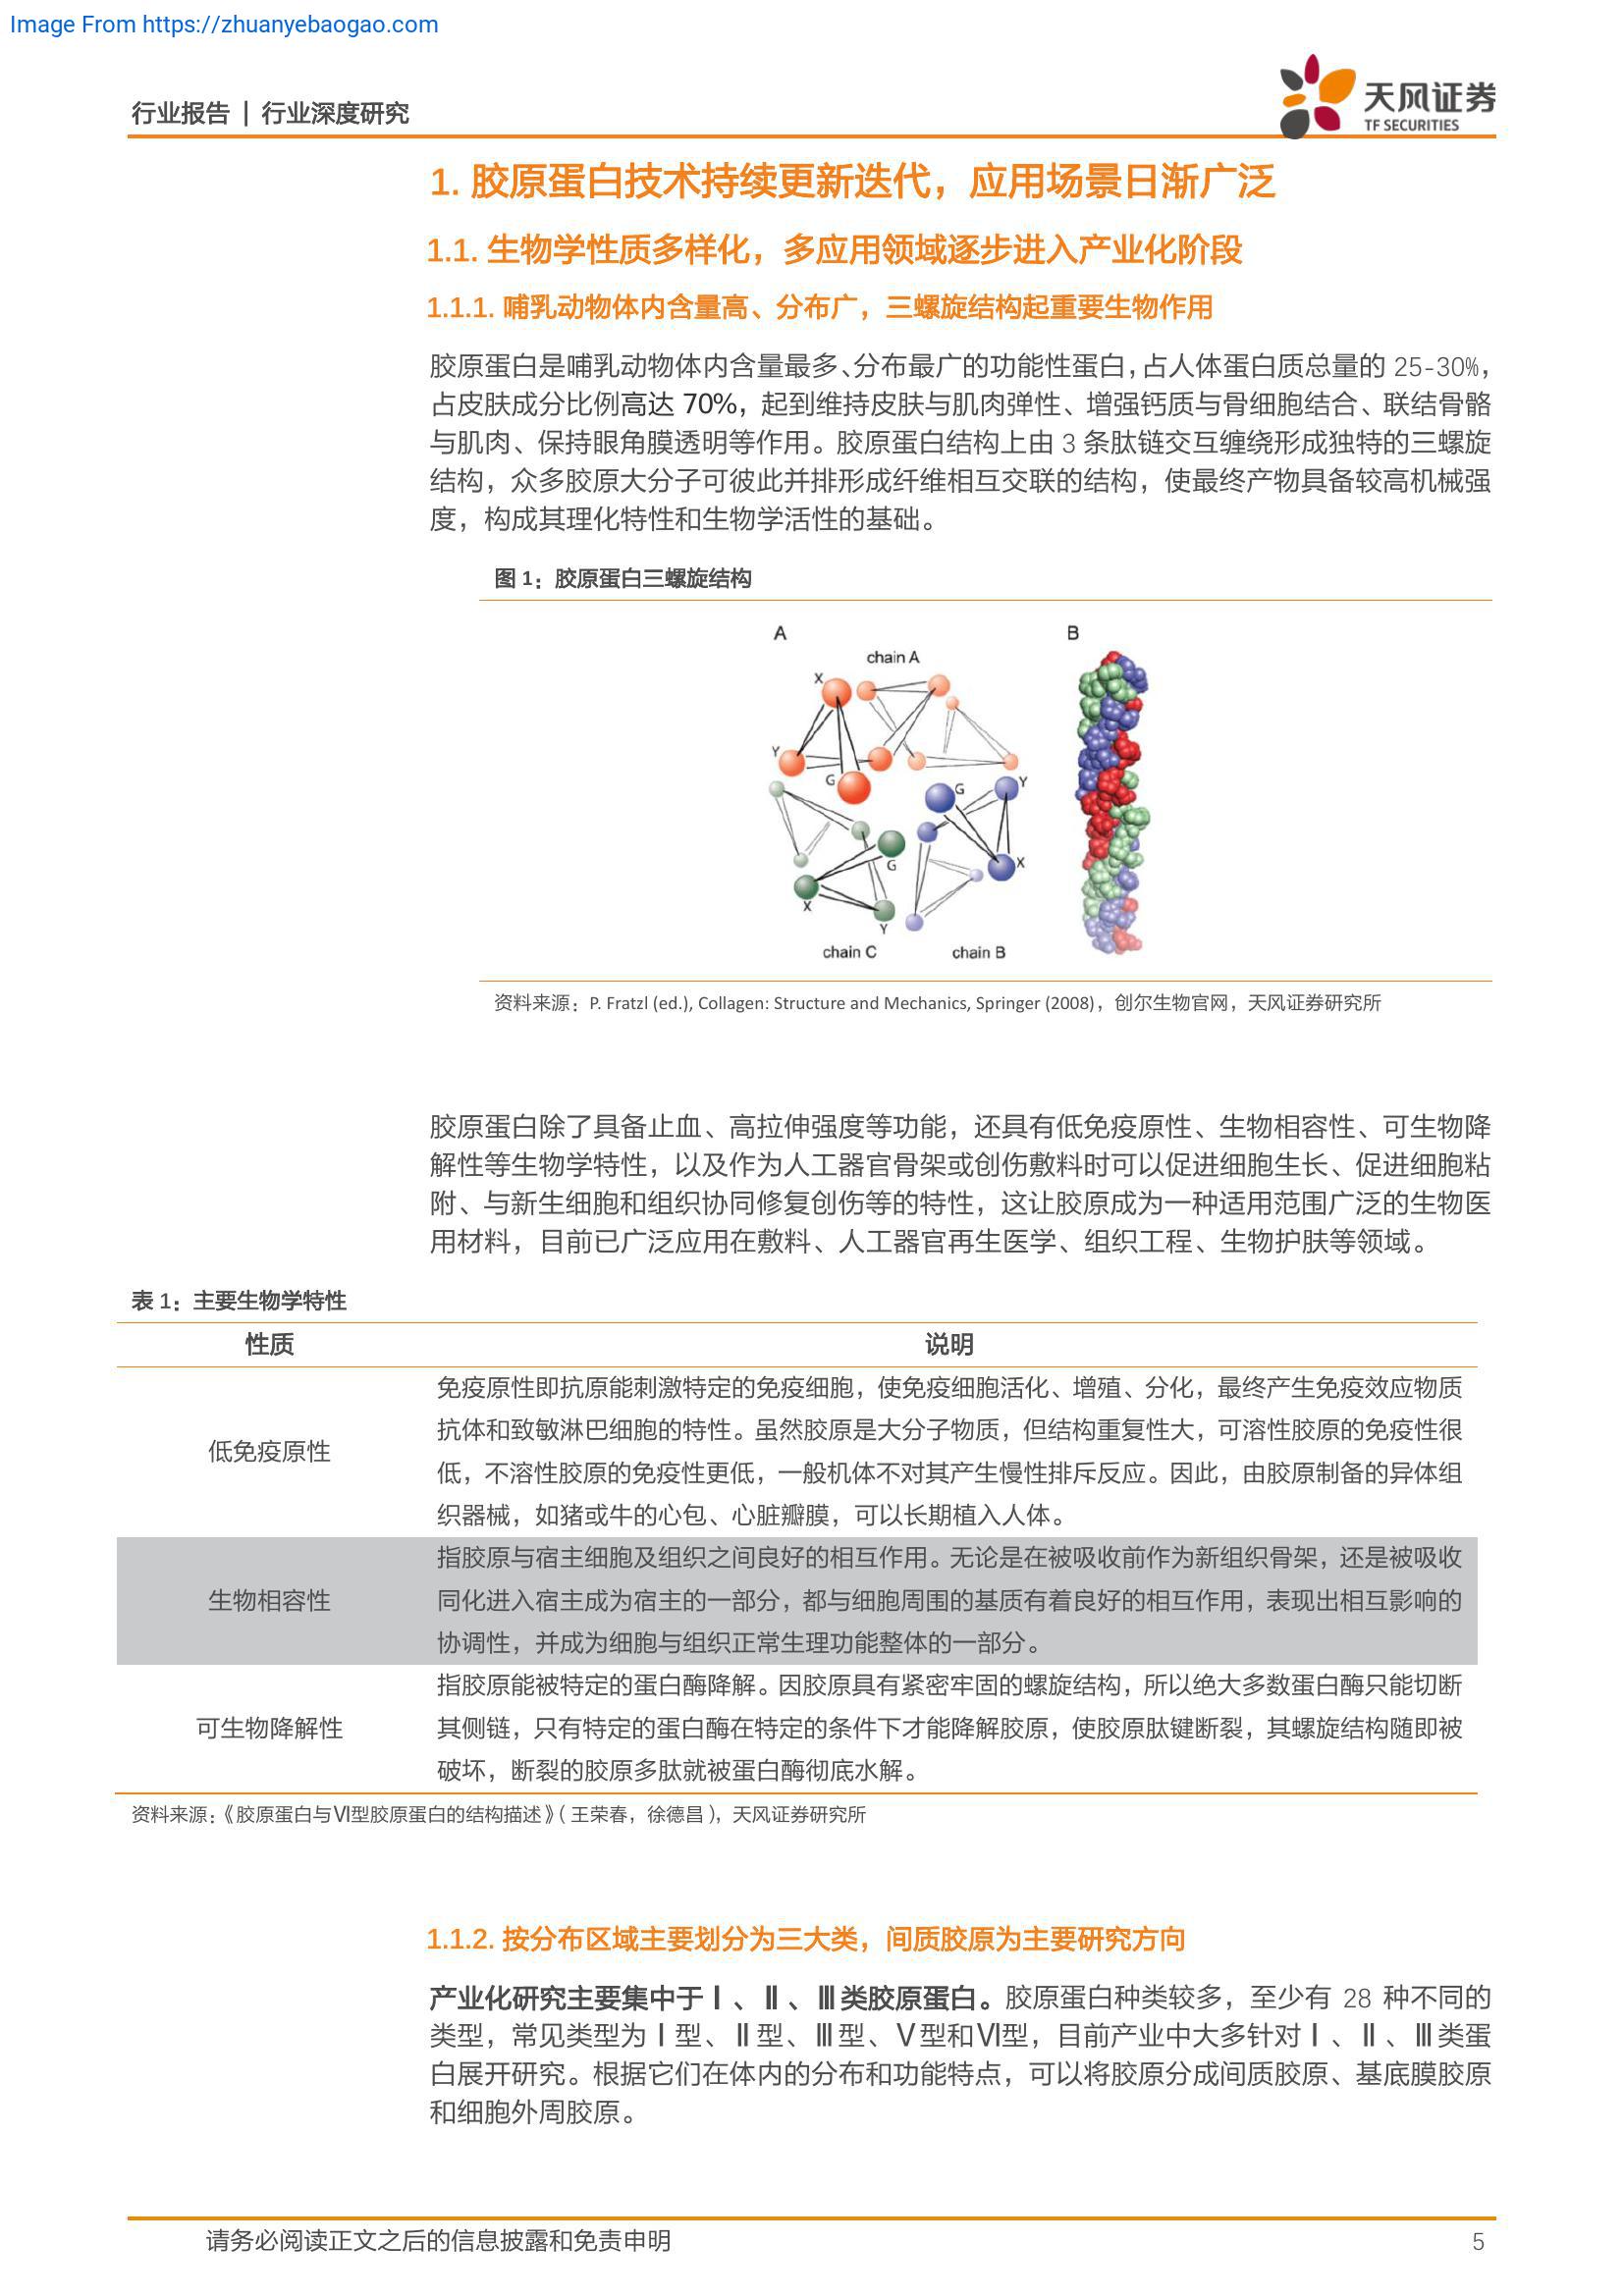 Image From https://zhuanyebaogao.com
行业报告 | 行业深度研究
天风证券
TF SECURITIES
1. 胶原蛋白技术持续更新迭代，应用场景日渐广泛
1.1. 生物学性质多样化，多应用领域逐步进入产业化阶段
1.1.1. 哺乳动物体内含量高、分布广，三螺旋结构起重要生物作用
胶原蛋白是哺乳动物体内含量最多、分布最广的功能性蛋白，占人体蛋白质总量的 25-30%，
占皮肤成分比例高达 70%，起到维持皮肤与肌肉弹性、增强钙质与骨细胞结合、联结骨骼
与肌肉、保持眼角膜透明等作用。胶原蛋白结构上由 3 条肽链交互缠绕形成独特的三螺旋
结构，众多胶原大分子可彼此并排形成纤维相互交联的结构，使最终产物具备较高机械强
度，构成其理化特性和生物学活性的基础。
图 1：胶原蛋白三螺旋结构
A
B
chain A
X
Y
G
G
Y
G
X
X
Y
chain C
chain B
资料来源：P. Fratzl (ed.), Collagen: Structure and Mechanics, Springer (2008)，创尔生物官网，天风证券研究所
胶原蛋白除了具备止血、高拉伸强度等功能，还具有低免疫原性、生物相容性、可生物降
解性等生物学特性，以及作为人工器官骨架或创伤敷料时可以促进细胞生长、促进细胞粘
附、与新生细胞和组织协同修复创伤等的特性，这让胶原成为一种适用范围广泛的生物医
用材料，目前已广泛应用在敷料、人工器官再生医学、组织工程、生物护肤等领域。
表 1：主要生物学特性
性质
说明
低免疫原性
免疫原性即抗原能刺激特定的免疫细胞，使免疫细胞活化、增殖、分化，最终产生免疫效应物质
抗体和致敏淋巴细胞的特性。虽然胶原是大分子物质，但结构重复性大，可溶性胶原的免疫性很
低，不溶性胶原的免疫性更低，一般机体不对其产生慢性排斥反应。因此，由胶原制备的异体组
织器械，如猪或牛的心包、心脏瓣膜，可以长期植入人体。
生物相容性
指胶原与宿主细胞及组织之间良好的相互作用。无论是在被吸收前作为新组织骨架，还是被吸收
同化进入宿主成为宿主的一部分，都与细胞周围的基质有着良好的相互作用，表现出相互影响的
协调性，并成为细胞与组织正常生理功能整体的一部分。
可生物降解性
指胶原能被特定的蛋白酶降解。因胶原具有紧密牢固的螺旋结构，所以绝大多数蛋白酶只能切断
其侧链，只有特定的蛋白酶在特定的条件下才能降解胶原，使胶原肽键断裂，其螺旋结构随即被
破坏，断裂的胶原多肽就被蛋白酶彻底水解。
资料来源：《胶原蛋白与Ⅵ型胶原蛋白的结构描述》（王荣春，徐德昌），天风证券研究所
1.1.2. 按分布区域主要划分为三大类，间质胶原为主要研究方向
产业化研究主要集中于Ⅰ、Ⅱ、Ⅲ类胶原蛋白。胶原蛋白种类较多，至少有 28 种不同的
类型，常见类型为Ⅰ型、Ⅱ型、Ⅲ型、Ⅴ型和Ⅵ型，目前产业中大多针对Ⅰ、Ⅱ、Ⅲ类蛋
白展开研究。根据它们在体内的分布和功能特点，可以将胶原分成间质胶原、基底膜胶原
和细胞外周胶原。
请务必阅读正文之后的信息披露和免责申明
5